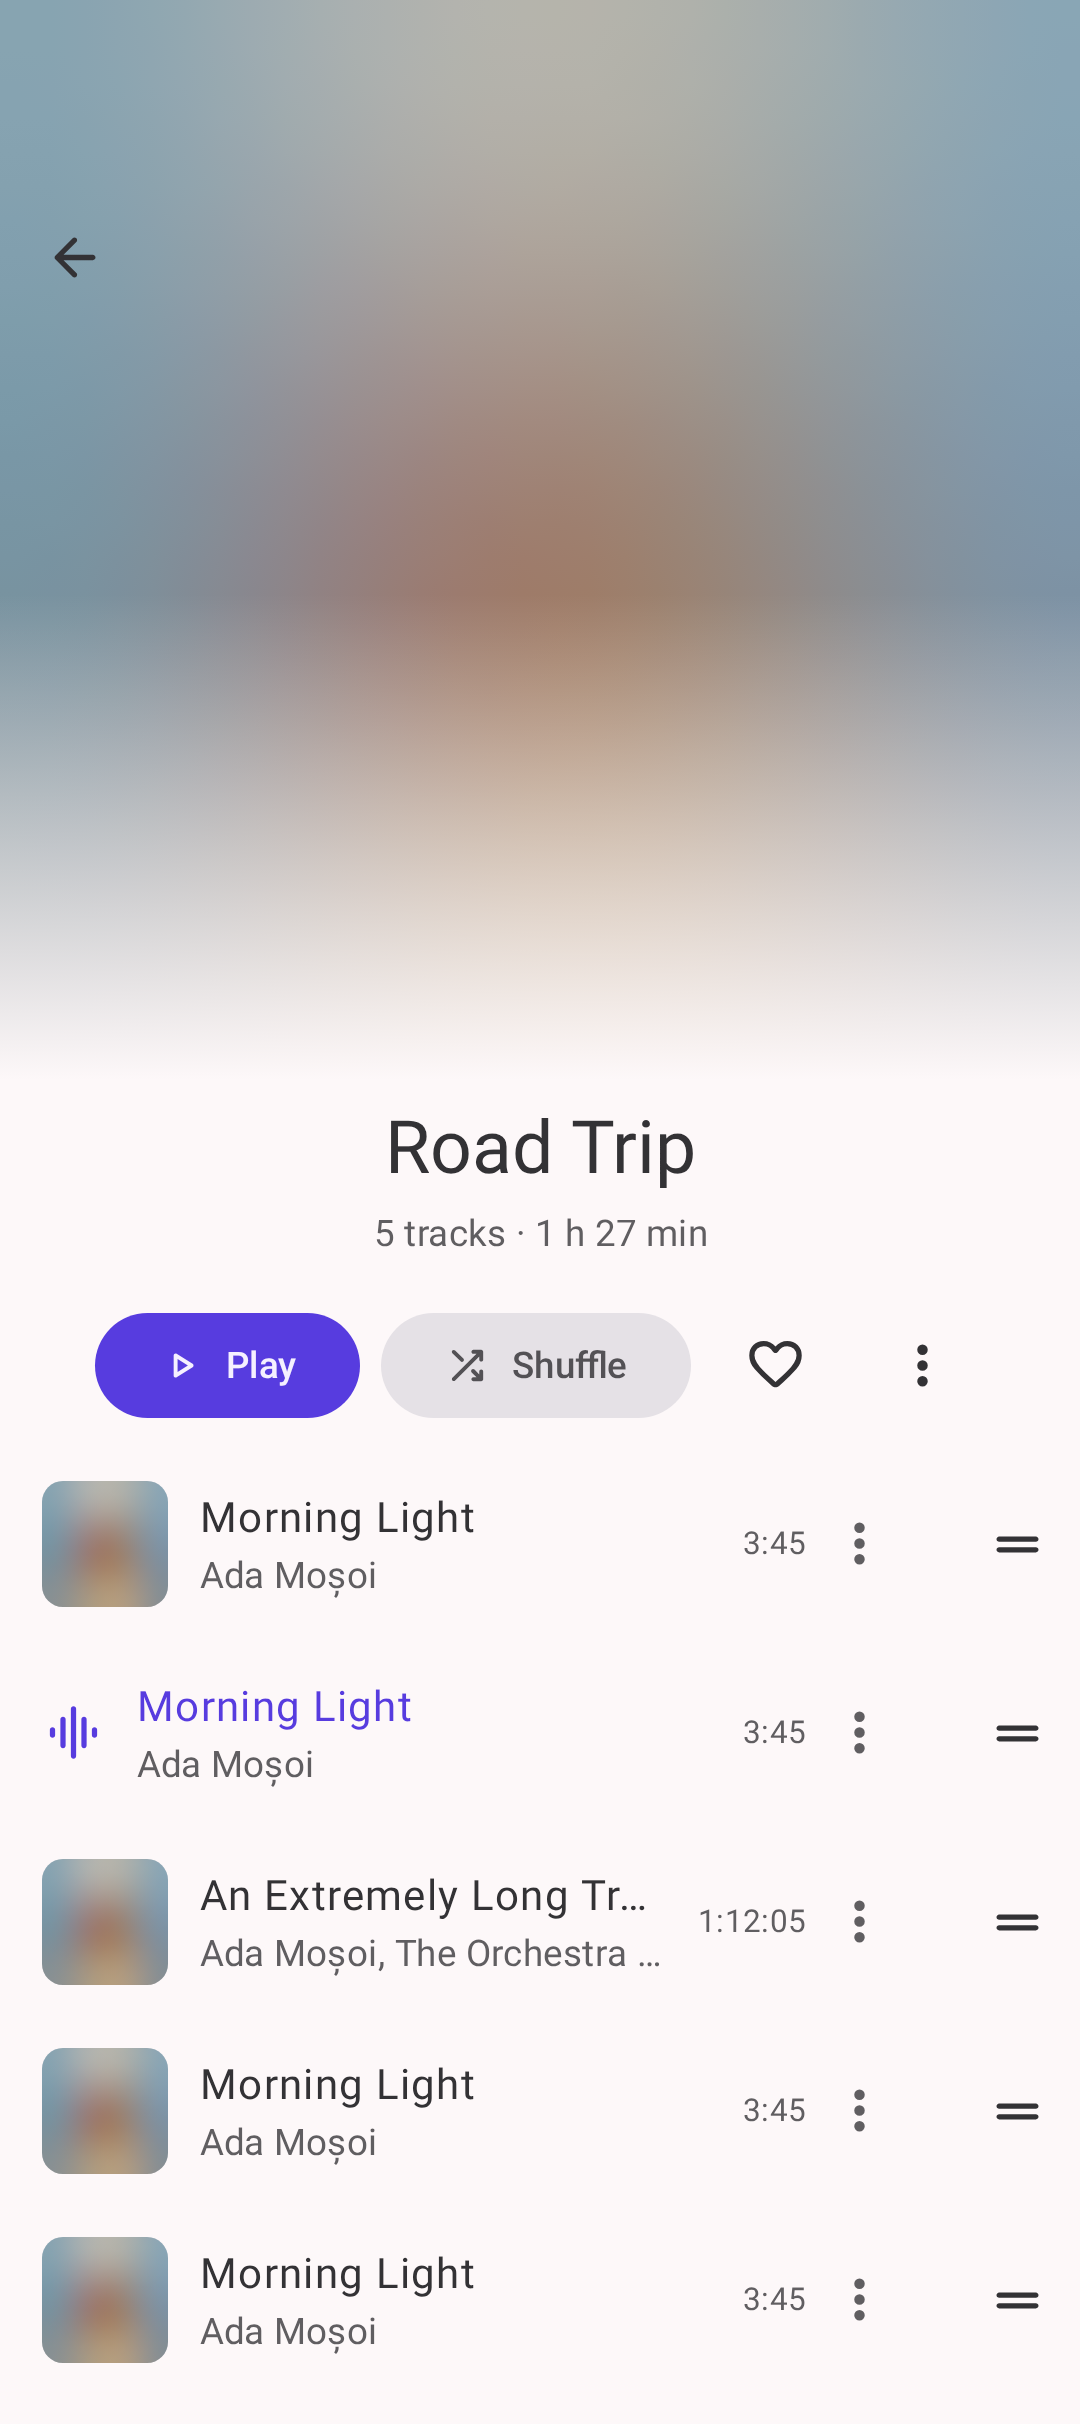 Road Trip
5 tracks · 1 h 27 min
Play
Shuffle
Morning Light
Ada Moșoi
3:45
Morning Light
Ada Moșoi
3:45
An Extremely Long Tr…
Ada Moșoi, The Orchestra …
1:12:05
Morning Light
Ada Moșoi
3:45
Morning Light
Ada Moșoi
3:45